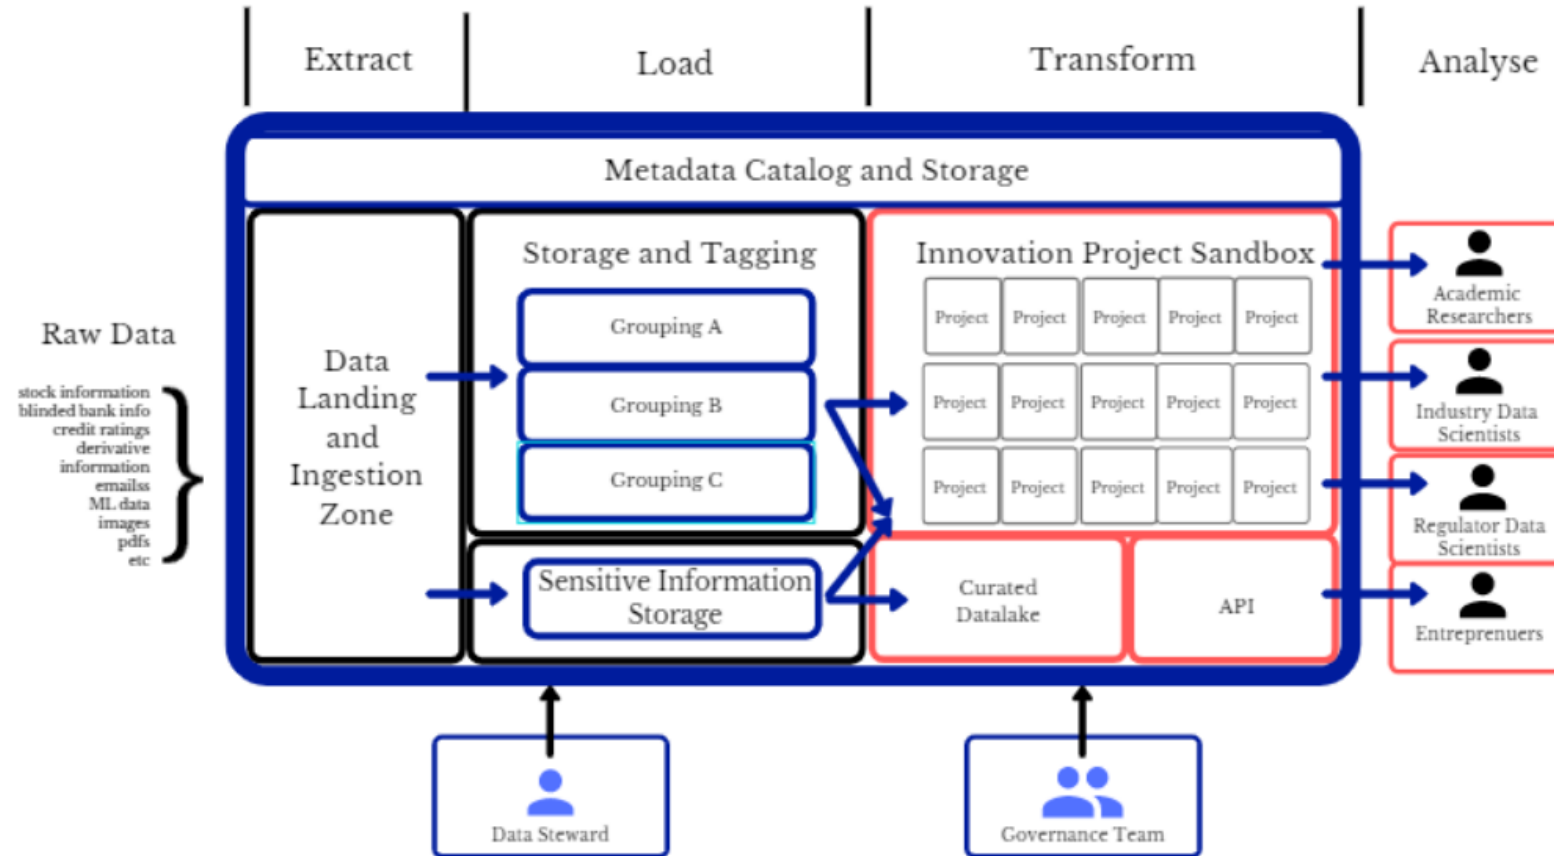 Extract
Load
Transform
Analyse
Metadata Catalog and Storage
Raw Data
stock information
blinded bank info
credit ratings
derivative
information
emailss
ML data
images
pdfs
etc
Data
Landing
and
Ingestion
Zone
Storage and Tagging
Grouping A
Grouping B
Grouping C
Sensitive Information
Storage
Innovation Project Sandbox
Project Project Project Project Project
Project Project Project Project Project
Project Project Project Project Project
Curated
Datalake
API
Academic
Researchers
Industry Data
Scientists
Regulator Data
Scientists
Entreprenuers
Data Steward
Governance Team